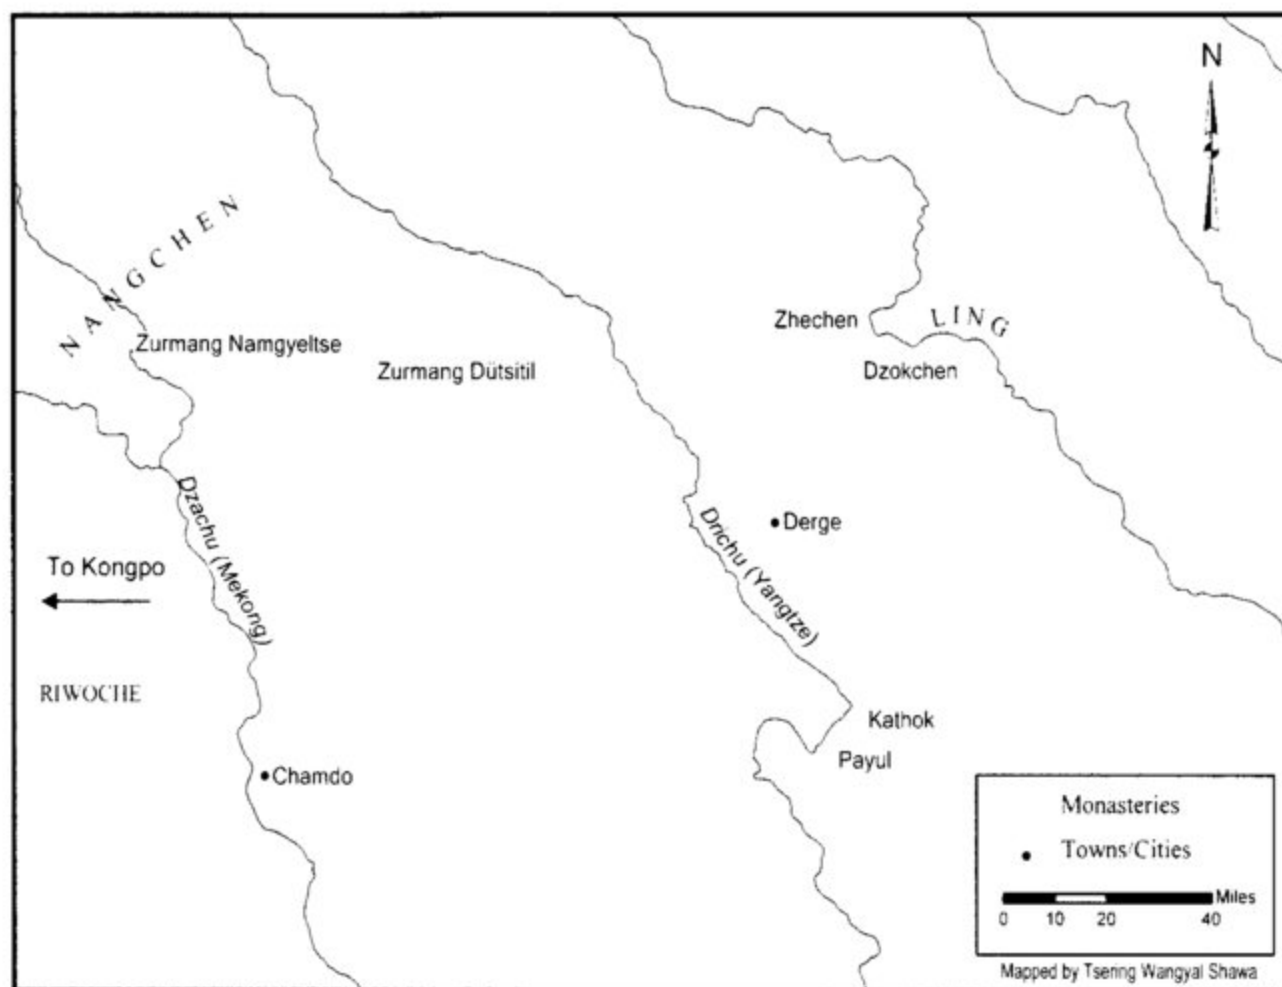 N
NANGCHEN
Zhechen
LING
Zurmang Namgyeltse
Zurmang Dütsitil
Dzokchen
Dzachu (Mekong)
Drichu (Yangtze)
Derge
To Kongpo
RIWOCHE
Kathok
Payul
Chamdo
Monasteries
Towns/Cities
Miles
0 10 20 40
Mapped by Tsering Wangyal Shawa